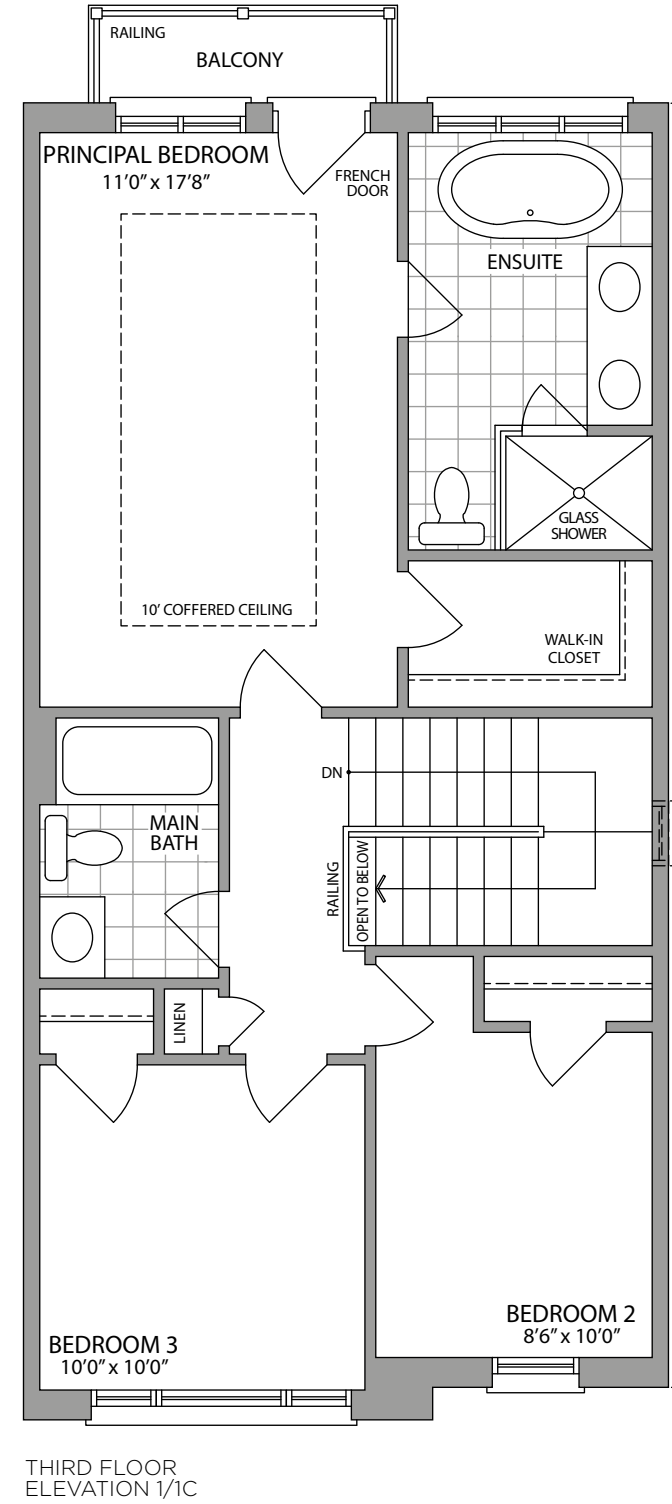 RAILING
BALCONY
PRINCIPAL BEDROOM
11’0” x 17’8”
FRENCH
DOOR
ENSUITE
GLASS
SHOWER
10’ COFFERED CEILING
WALK-IN
CLOSET
DN
MAIN
BATH
RAILING
OPEN TO BELOW
LINEN
BEDROOM 2
8’6” x 10’0”
BEDROOM 3
10’0” x 10’0”
THIRD FLOOR
ELEVATION 1/1C